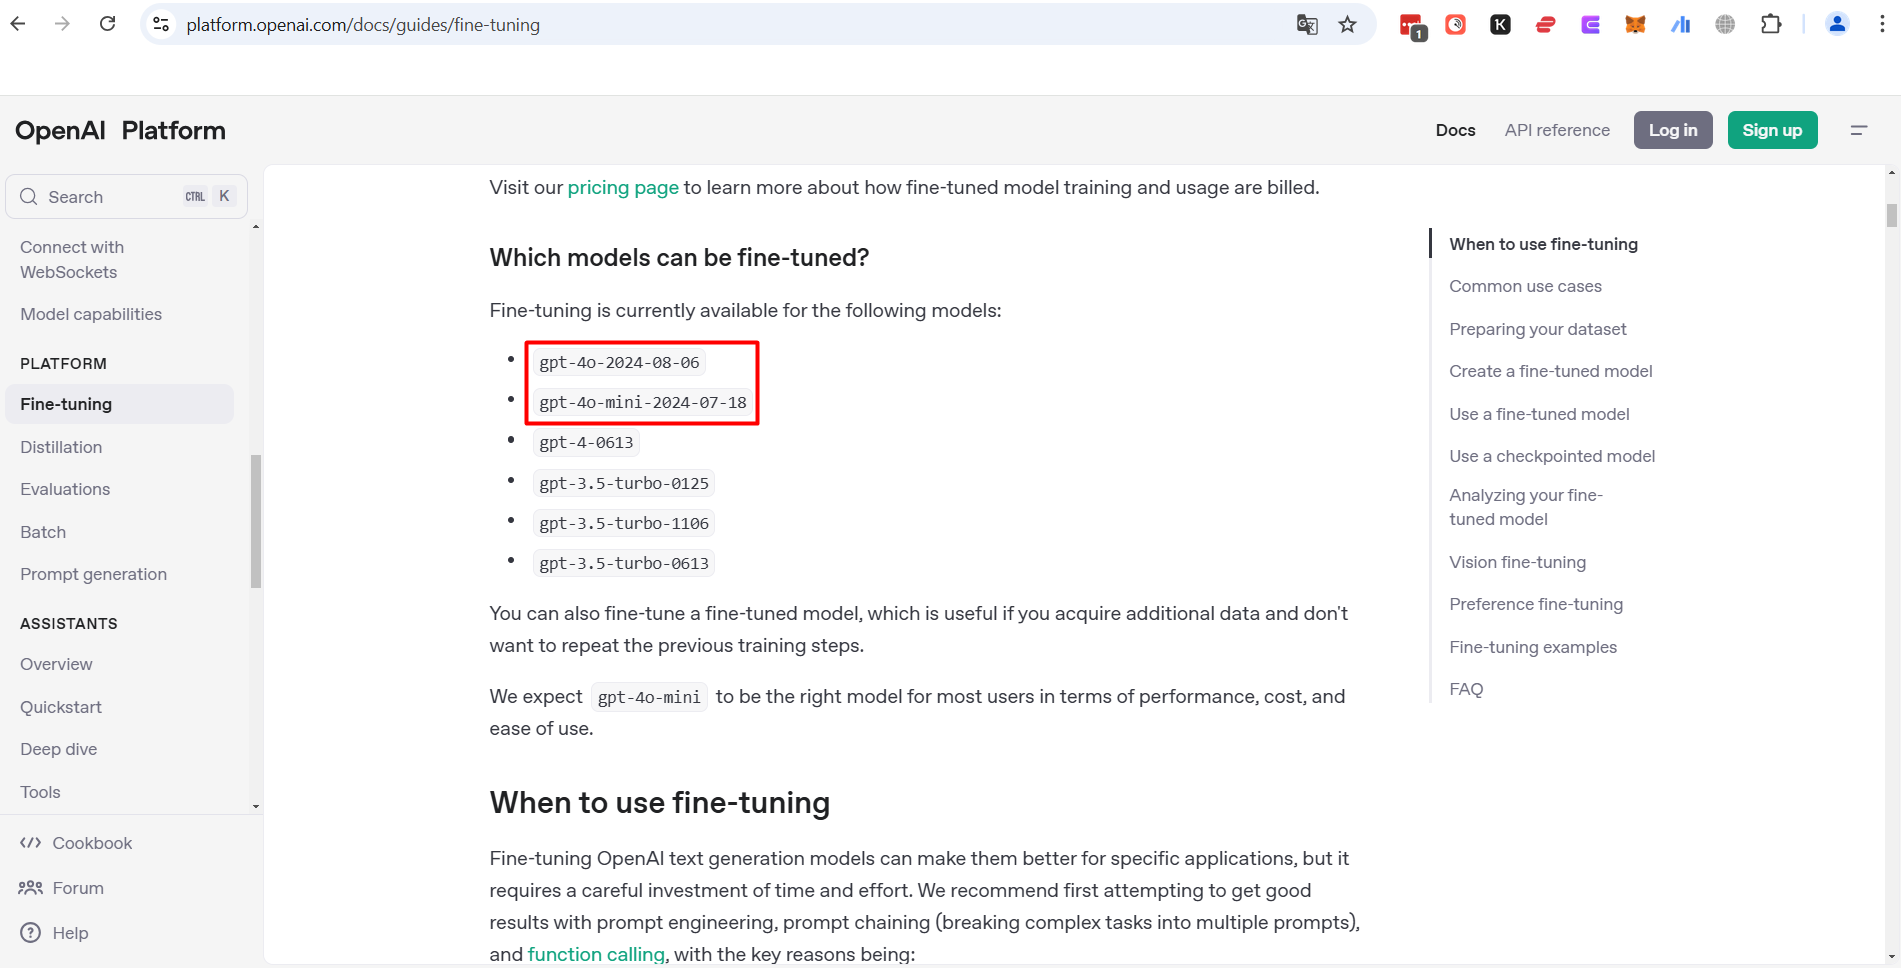 platform.openai.com/docs/guides/fine-tuning
1
K
OpenAI Platform
Docs
API reference
Log in
Sign up
Search
CTRL K
Connect with
WebSockets
Model capabilities
PLATFORM
Fine-tuning
Distillation
Evaluations
Batch
Prompt generation
ASSISTANTS
Overview
Quickstart
Deep dive
Tools
Cookbook
Forum
Help
Visit our pricing page to learn more about how fine-tuned model training and usage are billed.
Which models can be fine-tuned?
Fine-tuning is currently available for the following models:
• gpt-4o-2024-08-06
• gpt-4o-mini-2024-07-18
• gpt-4-0613
• gpt-3.5-turbo-0125
• gpt-3.5-turbo-1106
• gpt-3.5-turbo-0613
You can also fine-tune a fine-tuned model, which is useful if you acquire additional data and don't
want to repeat the previous training steps.
We expect gpt-4o-mini to be the right model for most users in terms of performance, cost, and
ease of use.
When to use fine-tuning
Fine-tuning OpenAI text generation models can make them better for specific applications, but it
requires a careful investment of time and effort. We recommend first attempting to get good
results with prompt engineering, prompt chaining (breaking complex tasks into multiple prompts),
and function calling, with the key reasons being:
When to use fine-tuning
Common use cases
Preparing your dataset
Create a fine-tuned model
Use a fine-tuned model
Use a checkpointed model
Analyzing your fine-
tuned model
Vision fine-tuning
Preference fine-tuning
Fine-tuning examples
FAQ